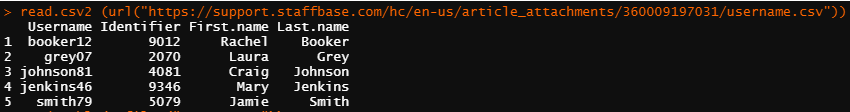 > read.csv2 (url("https://support.staffbase.com/hc/en-us/article_attachments/360009197031/username.csv"))
Username Identifier First.name Last.name
1 booker12 9012 Rachel Booker
2 grey07 2070 Laura Grey
3 johnson81 4081 Craig Johnson
4 jenkins46 9346 Mary Jenkins
5 smith79 5079 Jamie Smith